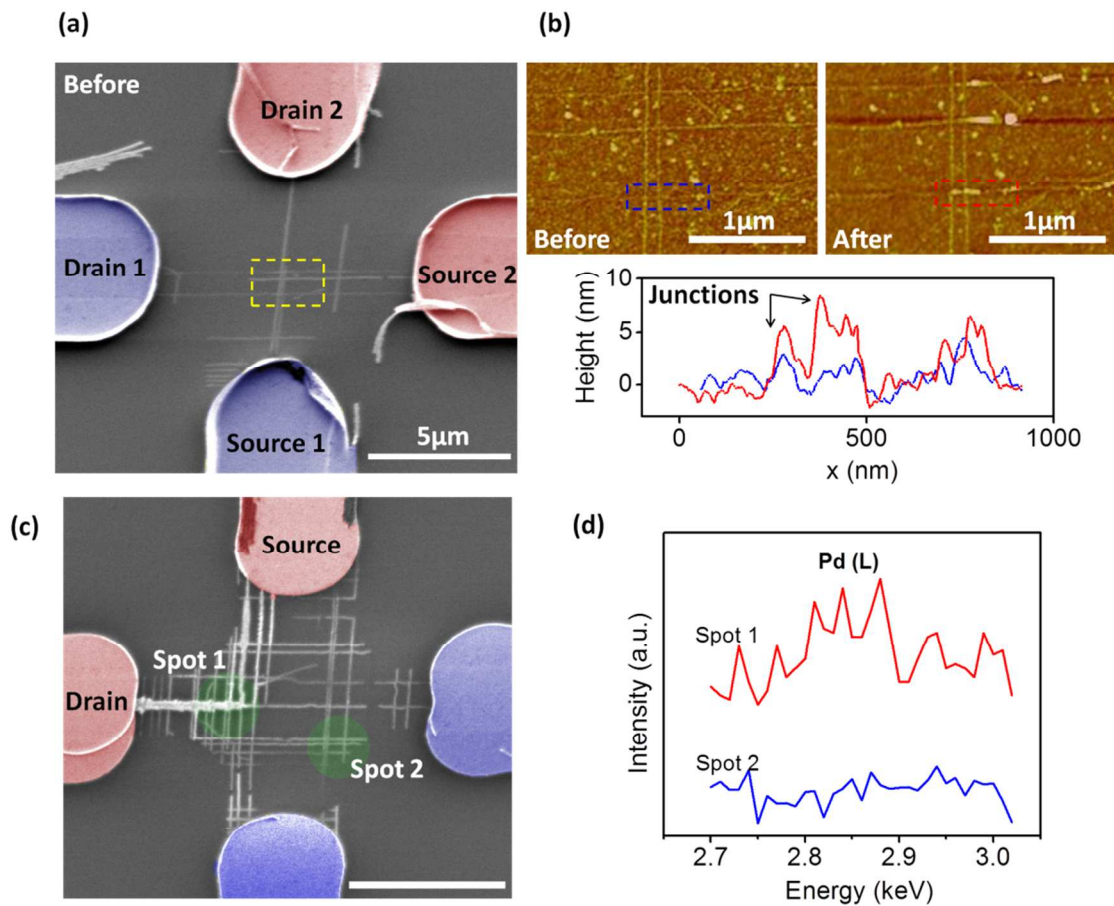 (a)
Before
Drain 2
Drain 1
Source 2
Source 1
5μm
(b)
Before
1μm
After
1μm
10
5
0
Height (nm)
Junctions
0
500
1000
x (nm)
(c)
Source
Spot 1
Drain
Spot 2
(d)
Pd (L)
Spot 1
Spot 2
Intensity (a.u.)
2.7
2.8
2.9
3.0
Energy (keV)